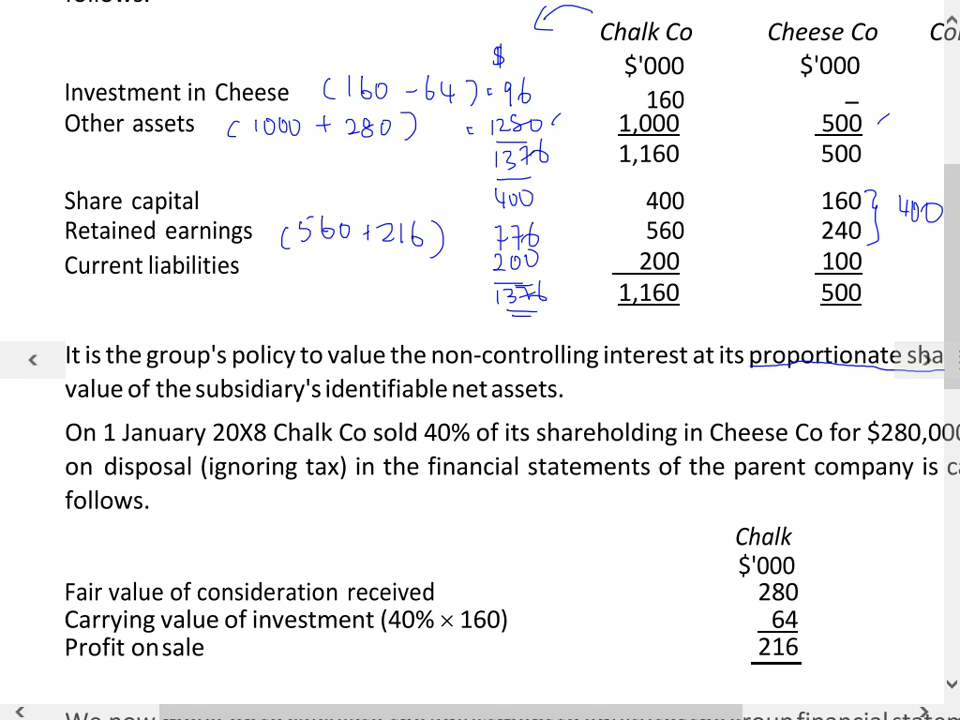 follows.
Chalk Co Cheese Co
$ $'000 $'000
Investment in Cheese (160 - 64) = 96 160 –
Other assets (1000 + 280) = 1280 1,000 500
1376 1,160 500
Share capital 400 400 160 } 400
Retained earnings (560 + 216) 776 560 240
Current liabilities 200 200 100
1376 1,160 500
It is the group's policy to value the non-controlling interest at its proportionate sha
value of the subsidiary's identifiable net assets.
On 1 January 20X8 Chalk Co sold 40% of its shareholding in Cheese Co for $280,000
on disposal (ignoring tax) in the financial statements of the parent company is ca
follows.
Chalk
$'000
Fair value of consideration received 280
Carrying value of investment (40% × 160) 64
Profit on sale 216